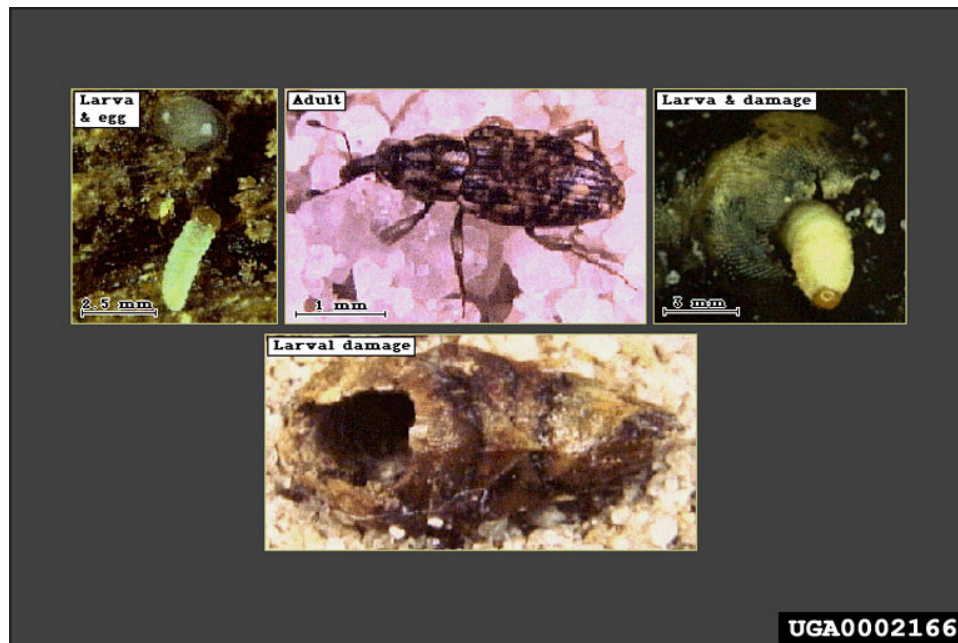 Larva
& egg
Adult
Larva & damage
2.5 mm
1 mm
3 mm
Larval damage
UGA0002166